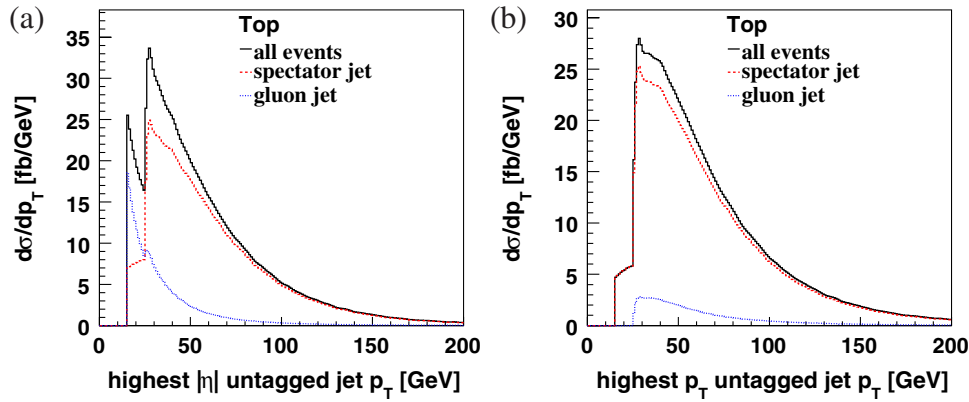 (a)
Top
all events
spectator jet
gluon jet
dσ/dp_T [fb/GeV]
35
30
25
20
15
10
5
0
0 50 100 150 200
highest |η| untagged jet p_T [GeV]
(b)
Top
all events
spectator jet
gluon jet
dσ/dp_T [fb/GeV]
30
25
20
15
10
5
0
0 50 100 150 200
highest p_T untagged jet p_T [GeV]